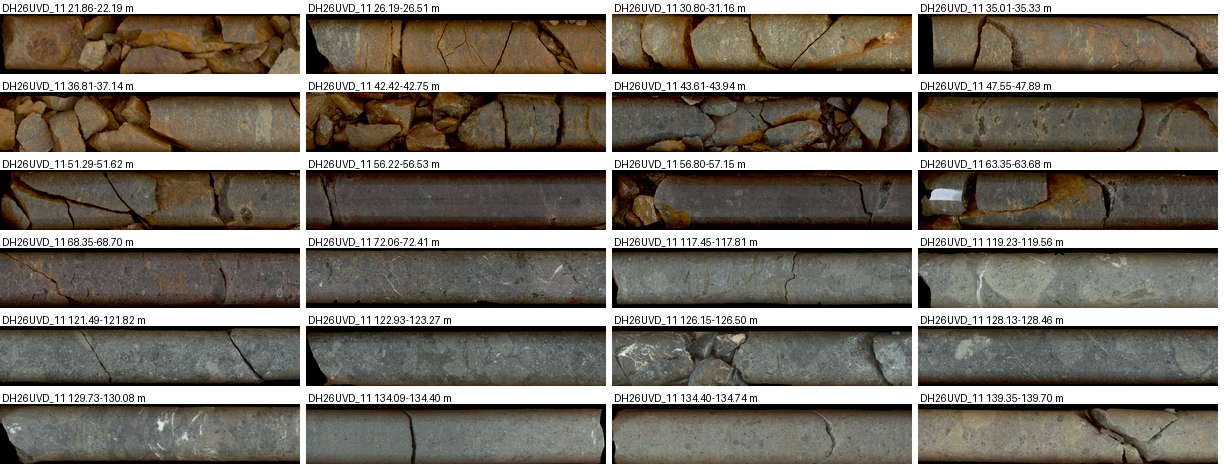 DH26UVD_11 21.86-22.19 m
DH26UVD_11 26.19-26.51 m
DH26UVD_11 30.80-31.16 m
DH26UVD_11 35.01-35.33 m
DH26UVD_11 36.81-37.14 m
DH26UVD_11 42.42-42.75 m
DH26UVD_11 43.61-43.94 m
DH26UVD_11 47.55-47.89 m
DH26UVD_11 51.29-51.62 m
DH26UVD_11 56.22-56.53 m
DH26UVD_11 56.80-57.15 m
DH26UVD_11 63.35-63.68 m
DH26UVD_11 68.35-68.70 m
DH26UVD_11 72.06-72.41 m
DH26UVD_11 117.45-117.81 m
DH26UVD_11 119.23-119.56 m
DH26UVD_11 121.49-121.82 m
DH26UVD_11 122.93-123.27 m
DH26UVD_11 126.15-126.50 m
DH26UVD_11 128.13-128.46 m
DH26UVD_11 129.73-130.08 m
DH26UVD_11 134.09-134.40 m
DH26UVD_11 134.40-134.74 m
DH26UVD_11 139.35-139.70 m